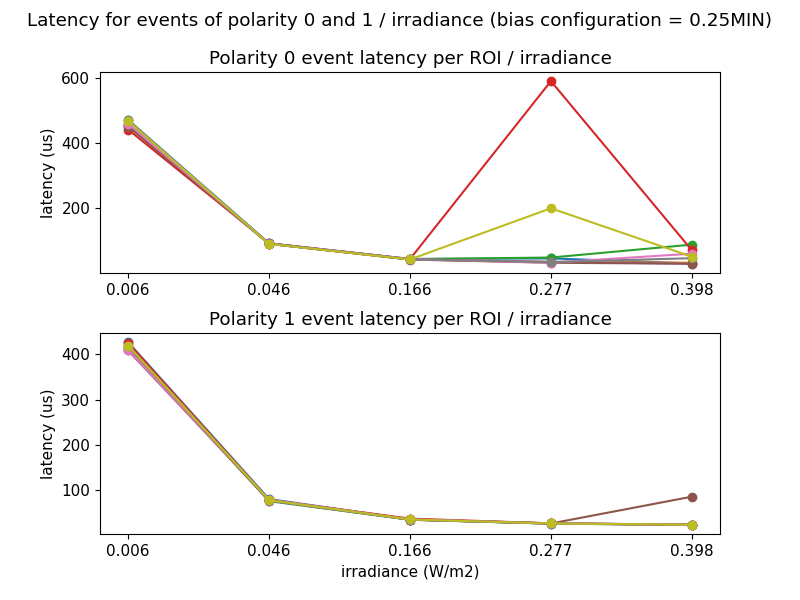 Latency for events of polarity 0 and 1 / irradiance (bias configuration = 0.25MIN)
Polarity 0 event latency per ROI / irradiance
600
400
200
latency (us)
0.006 0.046 0.166 0.277 0.398
Polarity 1 event latency per ROI / irradiance
400
300
200
100
latency (us)
0.006 0.046 0.166 0.277 0.398
irradiance (W/m2)